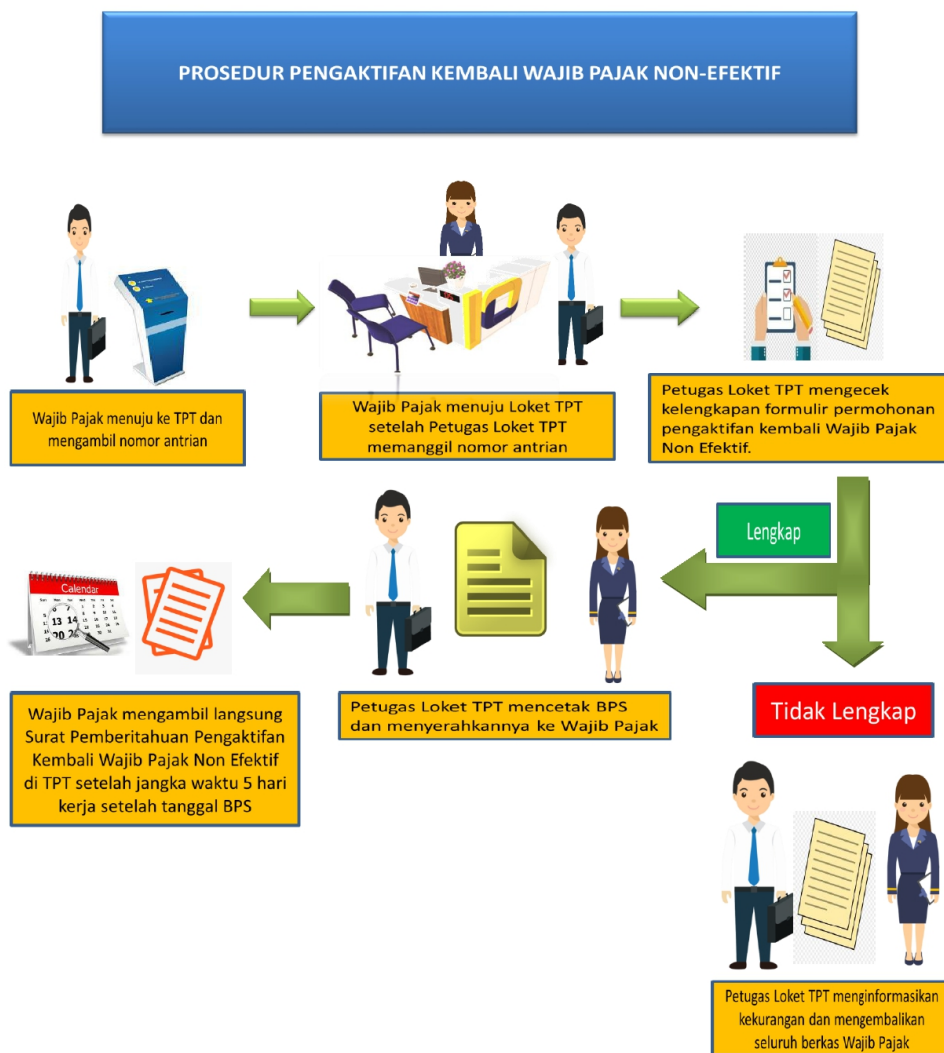 PROSEDUR PENGAKTIFAN KEMBALI WAJIB PAJAK NON-EFEKTIF
Wajib Pajak menuju ke TPT dan
mengambil nomor antrian
Wajib Pajak menuju Loket TPT
setelah Petugas Loket TPT
memanggil nomor antrian
Petugas Loket TPT mengecek
kelengkapan formulir permohonan
pengaktifan kembali Wajib Pajak
Non Efektif.
Lengkap
Petugas Loket TPT mencetak BPS
dan menyerahkannya ke Wajib Pajak
Calendar
13 14
Wajib Pajak mengambil langsung
Surat Pemberitahuan Pengaktifan
Kembali Wajib Pajak Non Efektif
di TPT setelah jangka waktu 5 hari
kerja setelah tanggal BPS
Tidak Lengkap
Petugas Loket TPT menginformasikan
kekurangan dan mengembalikan
seluruh berkas Wajib Pajak